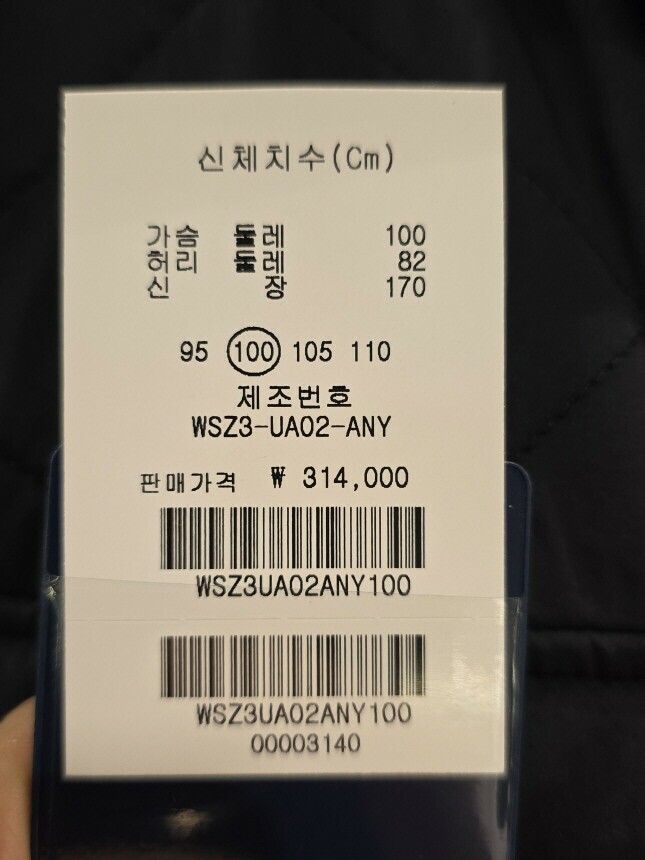 신체치수(Cm)
가슴 둘레 100
허리 둘레 82
신 장 170
95 100 105 110
제조번호
WSZ3-UA02-ANY
판매가격 ₩ 314,000
WSZ3UA02ANY100
WSZ3UA02ANY100
00003140